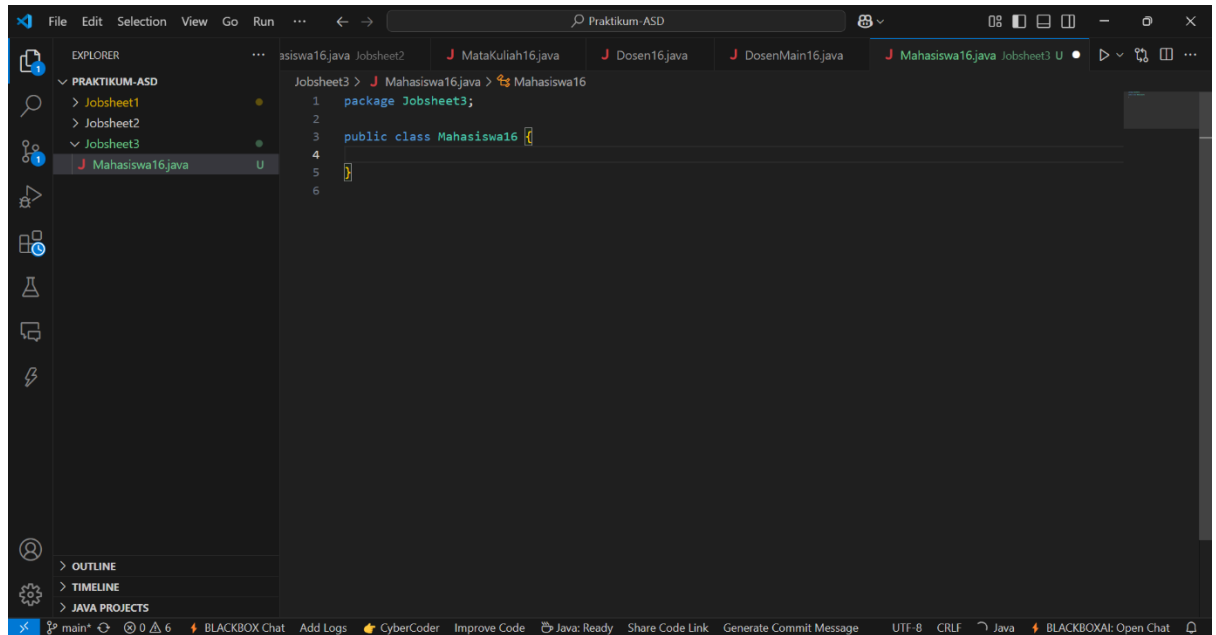 File Edit Selection View Go Run ··· Praktikum-ASD
EXPLORER ···
PRAKTIKUM-ASD
Jobsheet1
Jobsheet2
Jobsheet3
J Mahasiswa16.java U
asiswa16.java Jobsheet2 J MataKuliah16.java J Dosen16.java J DosenMain16.java J Mahasiswa16.java Jobsheet3 U
Jobsheet3 > J Mahasiswa16.java > Mahasiswa16
1 package Jobsheet3;
2
3 public class Mahasiswa16 {
4
5 }
6
OUTLINE
TIMELINE
JAVA PROJECTS
main* 0 6 BLACKBOX Chat Add Logs CyberCoder Improve Code Java: Ready Share Code Link Generate Commit Message UTF-8 CRLF Java BLACKBOXAI: Open Chat